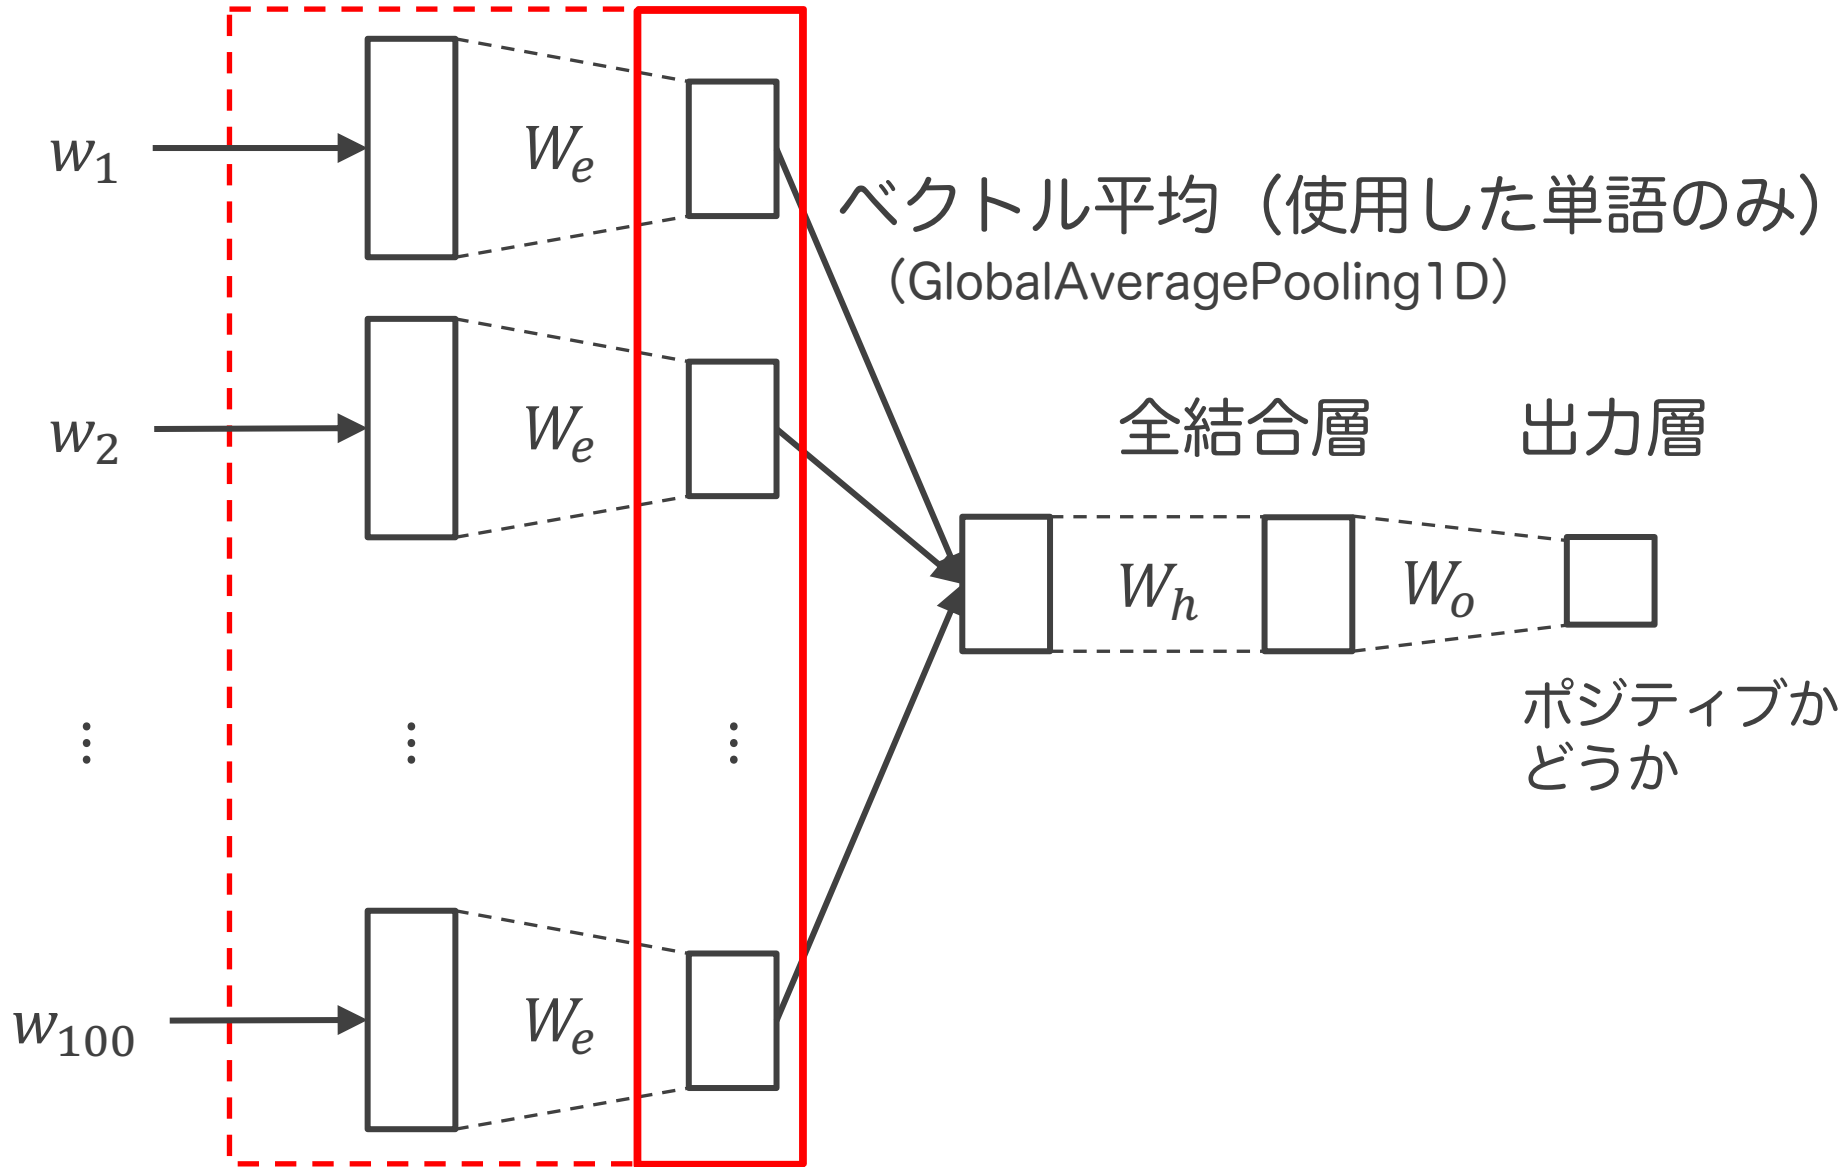 w₁
Wₑ
ベクトル平均（使用した単語のみ）
（GlobalAveragePooling1D）
w₂
Wₑ
全結合層
出力層
Wₕ
Wₒ
ポジティブか
どうか
⋮ ⋮ ⋮
w₁₀₀
Wₑ